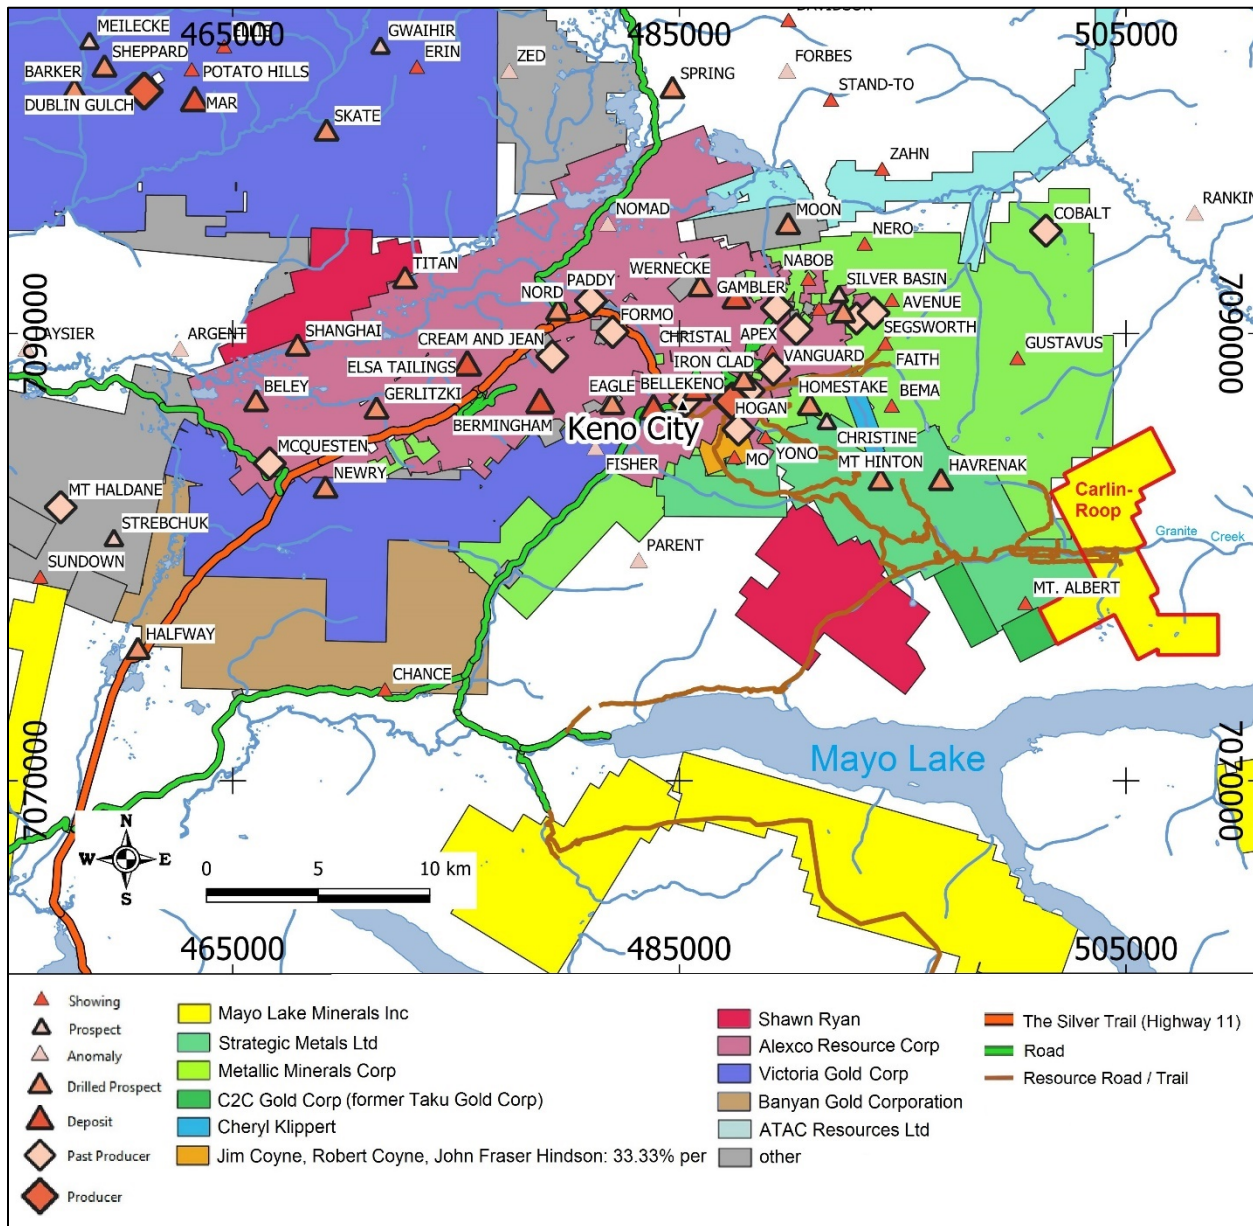 DAVIDSON
MEILECKE
465000
ELLIS
GWAIHIR
485000
505000
SHEPPARD
ERIN
ZED
FORBES
BARKER
POTATO HILLS
SPRING
DUBLIN GULCH
MAR
STAND-TO
SKATE
ZAHN
RANKIN
NOMAD
MOON
COBALT
NERO
TITAN
WERNECKE
NABOB
PADDY
SILVER BASIN
NORD
GAMBLER
AVENUE
7090000
FORMO
SEGSWORTH
7090000
AYSIER
ARGENT
SHANGHAI
CREAM AND JEAN
CHRISTAL
APEX
ELSA TAILINGS
IRON CLAD
VANGUARD
FAITH
GUSTAVUS
BELEY
GERLITZKI
EAGLE
BELLEKENO
HOMESTAKE
BEMA
BERMINGHAM
Keno City
HOGAN
MCQUESTEN
CHRISTINE
NEWRY
FISHER
MO
YONO
MT HINTON
HAVRENAK
MT HALDANE
Carlin-
Roop
STREBCHUK
Granite Creek
SUNDOWN
PARENT
MT. ALBERT
HALFWAY
CHANCE
7070000
Mayo Lake
7070000
N
W E
S
0 5 10 km
465000
485000
505000
Showing
Prospect
Anomaly
Drilled Prospect
Deposit
Past Producer
Producer
Mayo Lake Minerals Inc
Strategic Metals Ltd
Metallic Minerals Corp
C2C Gold Corp (former Taku Gold Corp)
Cheryl Klippert
Jim Coyne, Robert Coyne, John Fraser Hindson: 33.33% per
Shawn Ryan
Alexco Resource Corp
Victoria Gold Corp
Banyan Gold Corporation
ATAC Resources Ltd
other
The Silver Trail (Highway 11)
Road
Resource Road / Trail